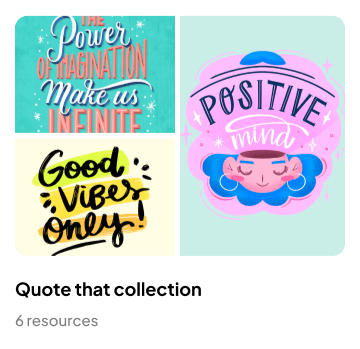 THE
Power
OF IMAGINATION
Make us
INFINITE
Good
ViBES
only!
POSITIVE
mind
Quote that collection
6 resources